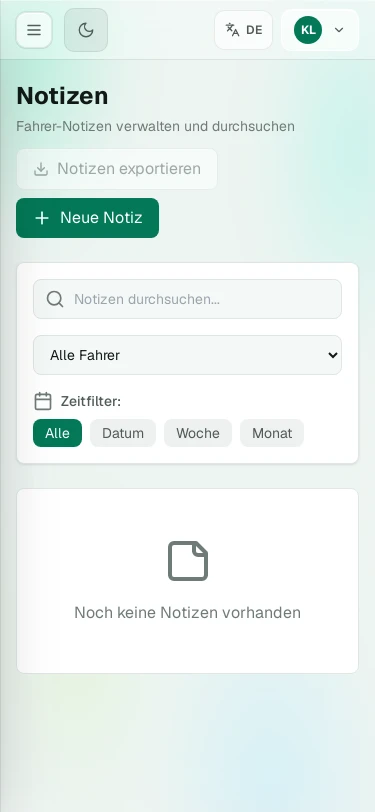 DE
KL
Notizen
Fahrer-Notizen verwalten und durchsuchen
Notizen exportieren
Neue Notiz
Notizen durchsuchen...
Alle Fahrer
Zeitfilter:
Alle Datum Woche Monat
Noch keine Notizen vorhanden